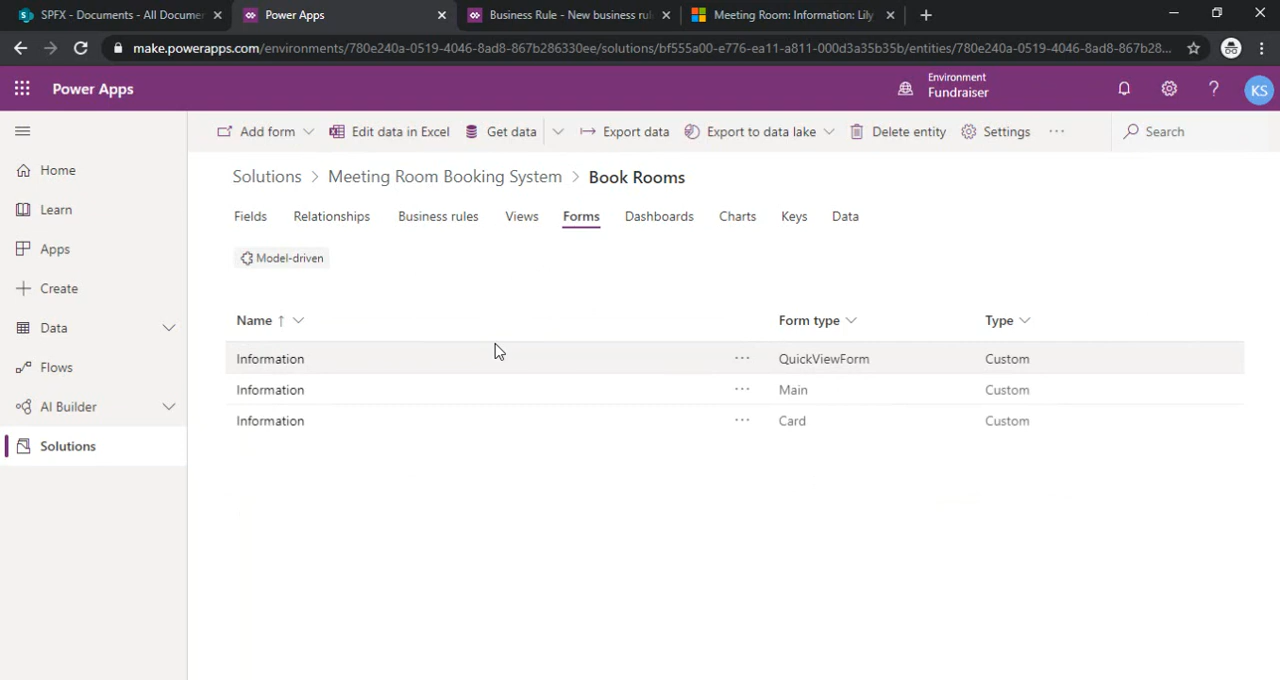 SPFX - Documents - All Documen
Power Apps
Business Rule - New business rul
Meeting Room: Information: Lily
make.powerapps.com/environments/780e240a-0519-4046-8ad8-867b286330ee/solutions/bf555a00-e776-ea11-a811-000d3a35b35b/entities/780e240a-0519-4046-8ad8-867b28...
Power Apps
Environment
Fundraiser
KS
Add form
Edit data in Excel
Get data
Export data
Export to data lake
Delete entity
Settings
Search
Home
Learn
Apps
Create
Data
Flows
AI Builder
Solutions
Solutions > Meeting Room Booking System > Book Rooms
Fields Relationships Business rules Views Forms Dashboards Charts Keys Data
Model-driven
Name Form type Type
Information ... QuickViewForm Custom
Information ... Main Custom
Information ... Card Custom